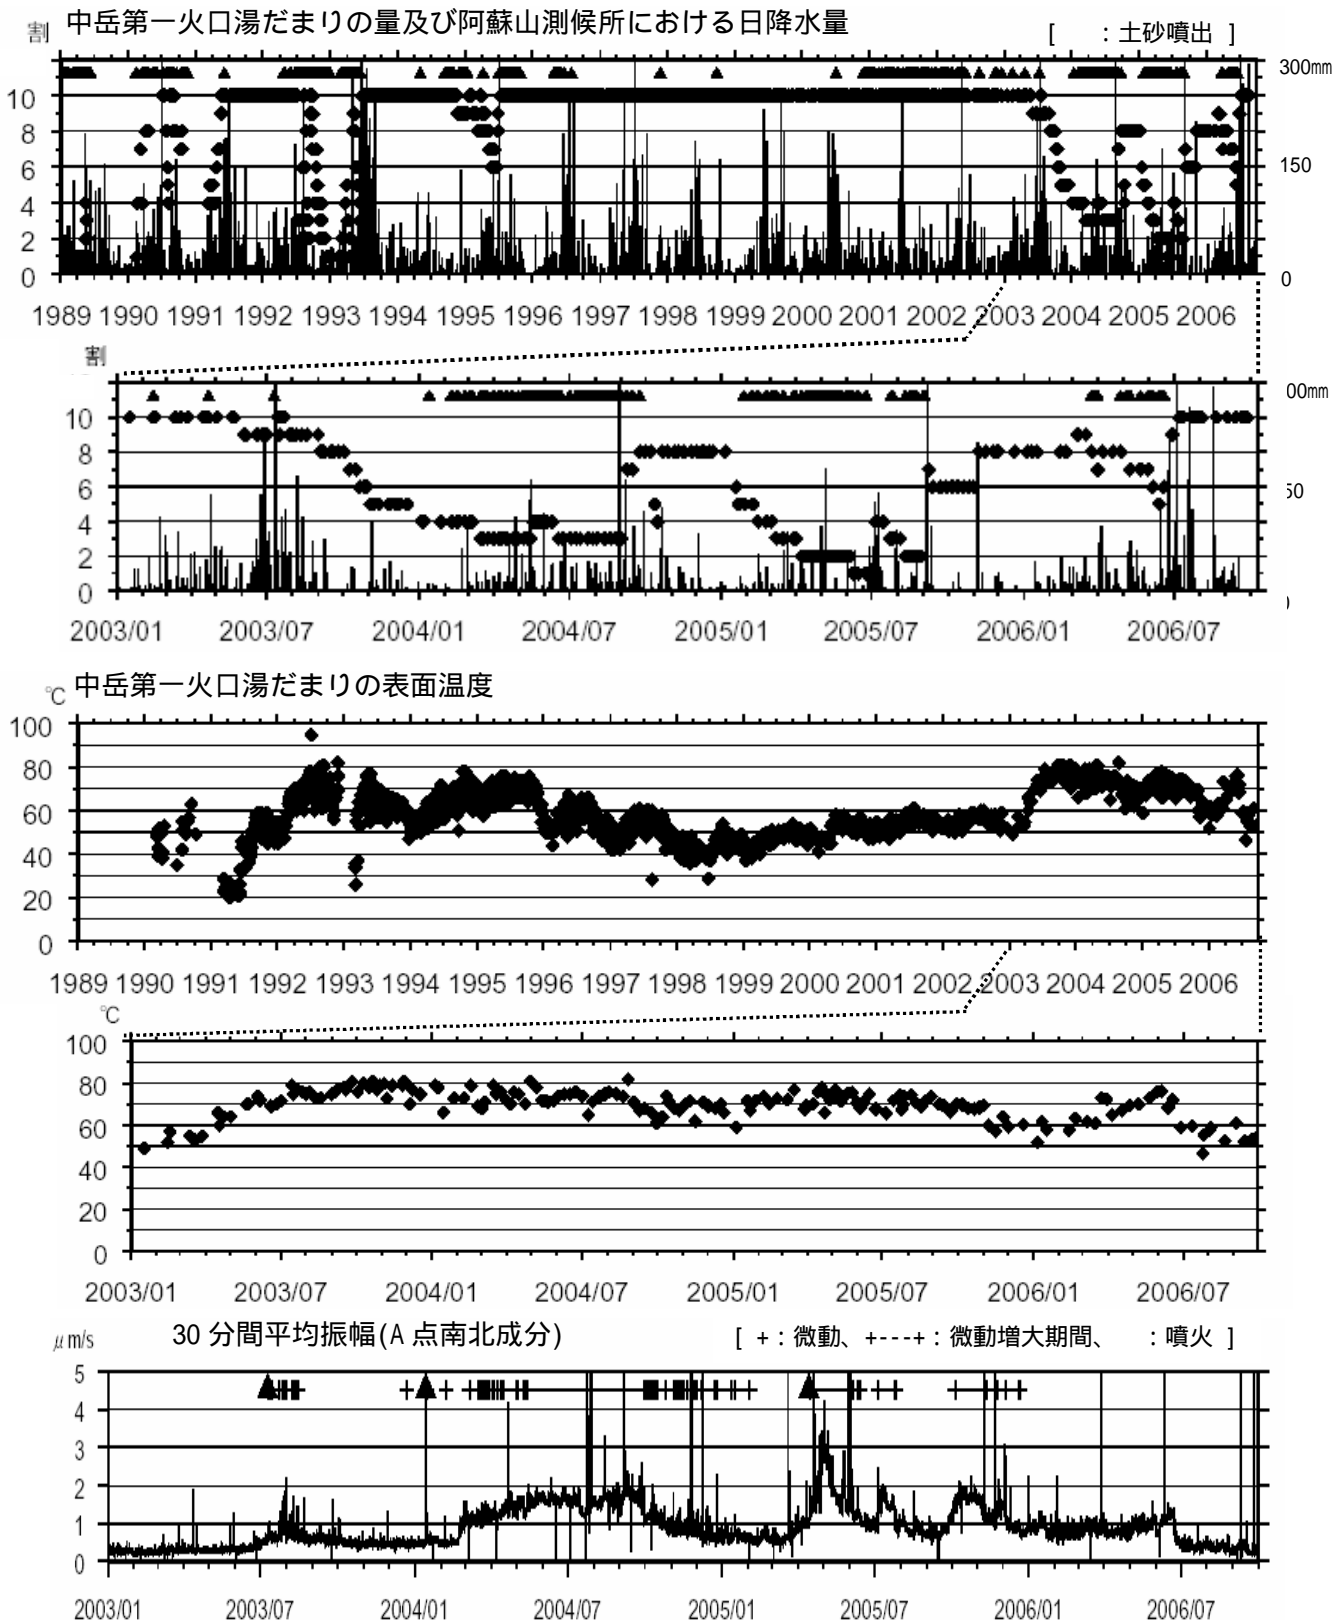 中岳第一火口湯だまりの量及び阿蘇山測候所における日降水量
割
[ : 土砂噴出 ]
300mm
10
8
6
150
4
2
0
0
1989 1990 1991 1992 1993 1994 1995 1996 1997 1998 1999 2000 2001 2002 2003 2004 2005 2006
割
00mm
10
8
6
50
4
2
0
2003/01 2003/07 2004/01 2004/07 2005/01 2005/07 2006/01 2006/07
℃ 中岳第一火口湯だまりの表面温度
100
80
60
40
20
0
1989 1990 1991 1992 1993 1994 1995 1996 1997 1998 1999 2000 2001 2002 2003 2004 2005 2006
℃
100
80
60
40
20
0
2003/01 2003/07 2004/01 2004/07 2005/01 2005/07 2006/01 2006/07
μm/s 30 分間平均振幅(A 点南北成分) [ +:微動、+---+:微動増大期間、 :噴火 ]
5
4
3
2
1
0
2003/01 2003/07 2004/01 2004/07 2005/01 2005/07 2006/01 2006/07